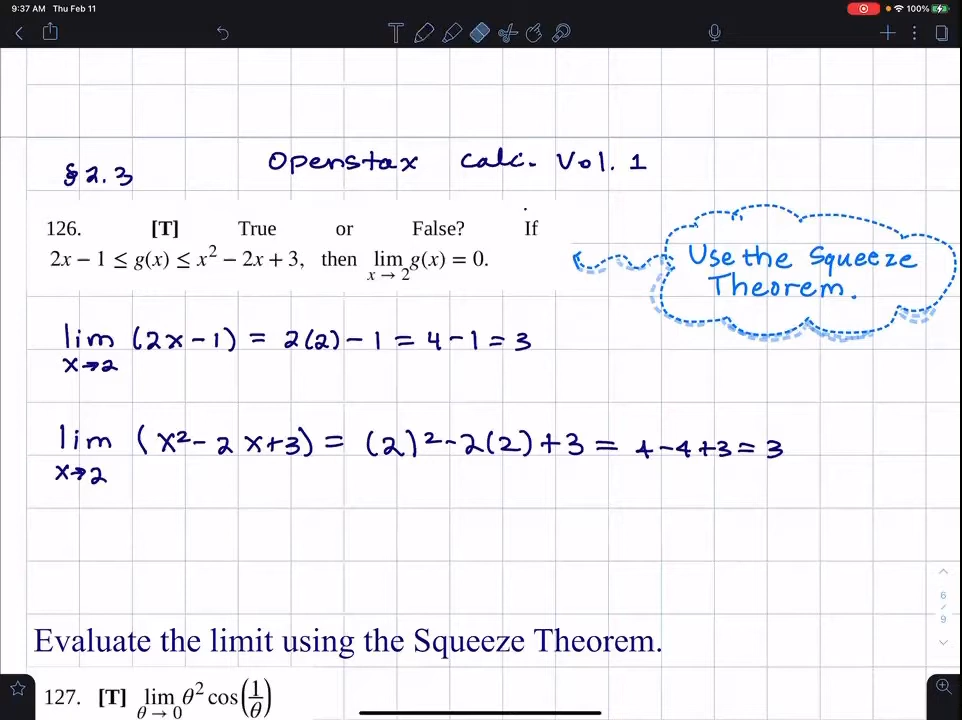 9:37 AM Thu Feb 11
100%
§ 2.3
Openstax Calc. Vol. 1
126. [T] True or False? If
2x − 1 ≤ g(x) ≤ x² − 2x + 3, then lim g(x) = 0.
x → 2
Use the Squeeze
Theorem.
lim (2x − 1) = 2(2) − 1 = 4 − 1 = 3
x→2
lim (x² − 2x + 3) = (2)² − 2(2) + 3 = 4 − 4 + 3 = 3
x→2
6
/
9
Evaluate the limit using the Squeeze Theorem.
127. [T] lim θ² cos(1/θ)
θ → 0